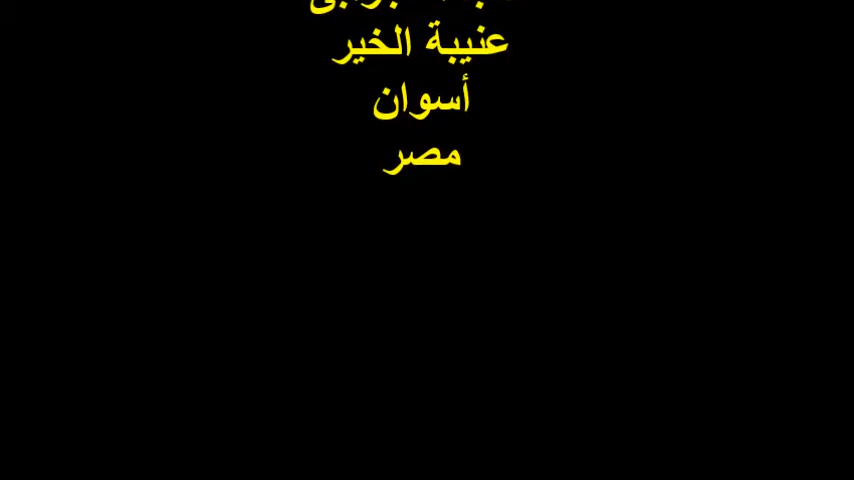 عنيبة الخير
أسوان
مصر